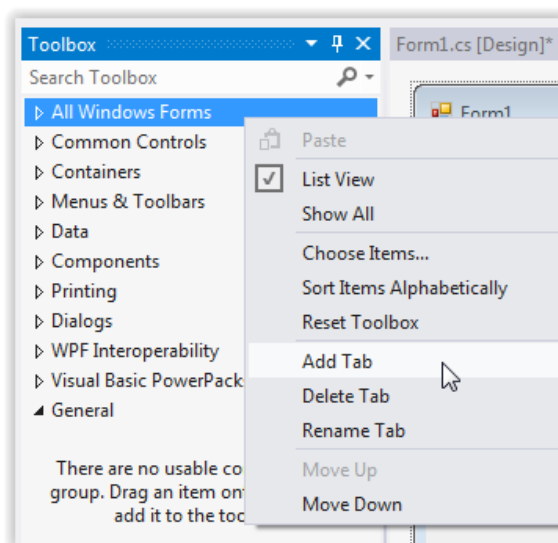 Toolbox
Form1.cs [Design]*
Search Toolbox
Form1
All Windows Forms
Common Controls
Containers
Menus & Toolbars
Data
Components
Printing
Dialogs
WPF Interoperability
Visual Basic PowerPack
General
There are no usable co
group. Drag an item on
add it to the too
Paste
List View
Show All
Choose Items...
Sort Items Alphabetically
Reset Toolbox
Add Tab
Delete Tab
Rename Tab
Move Up
Move Down